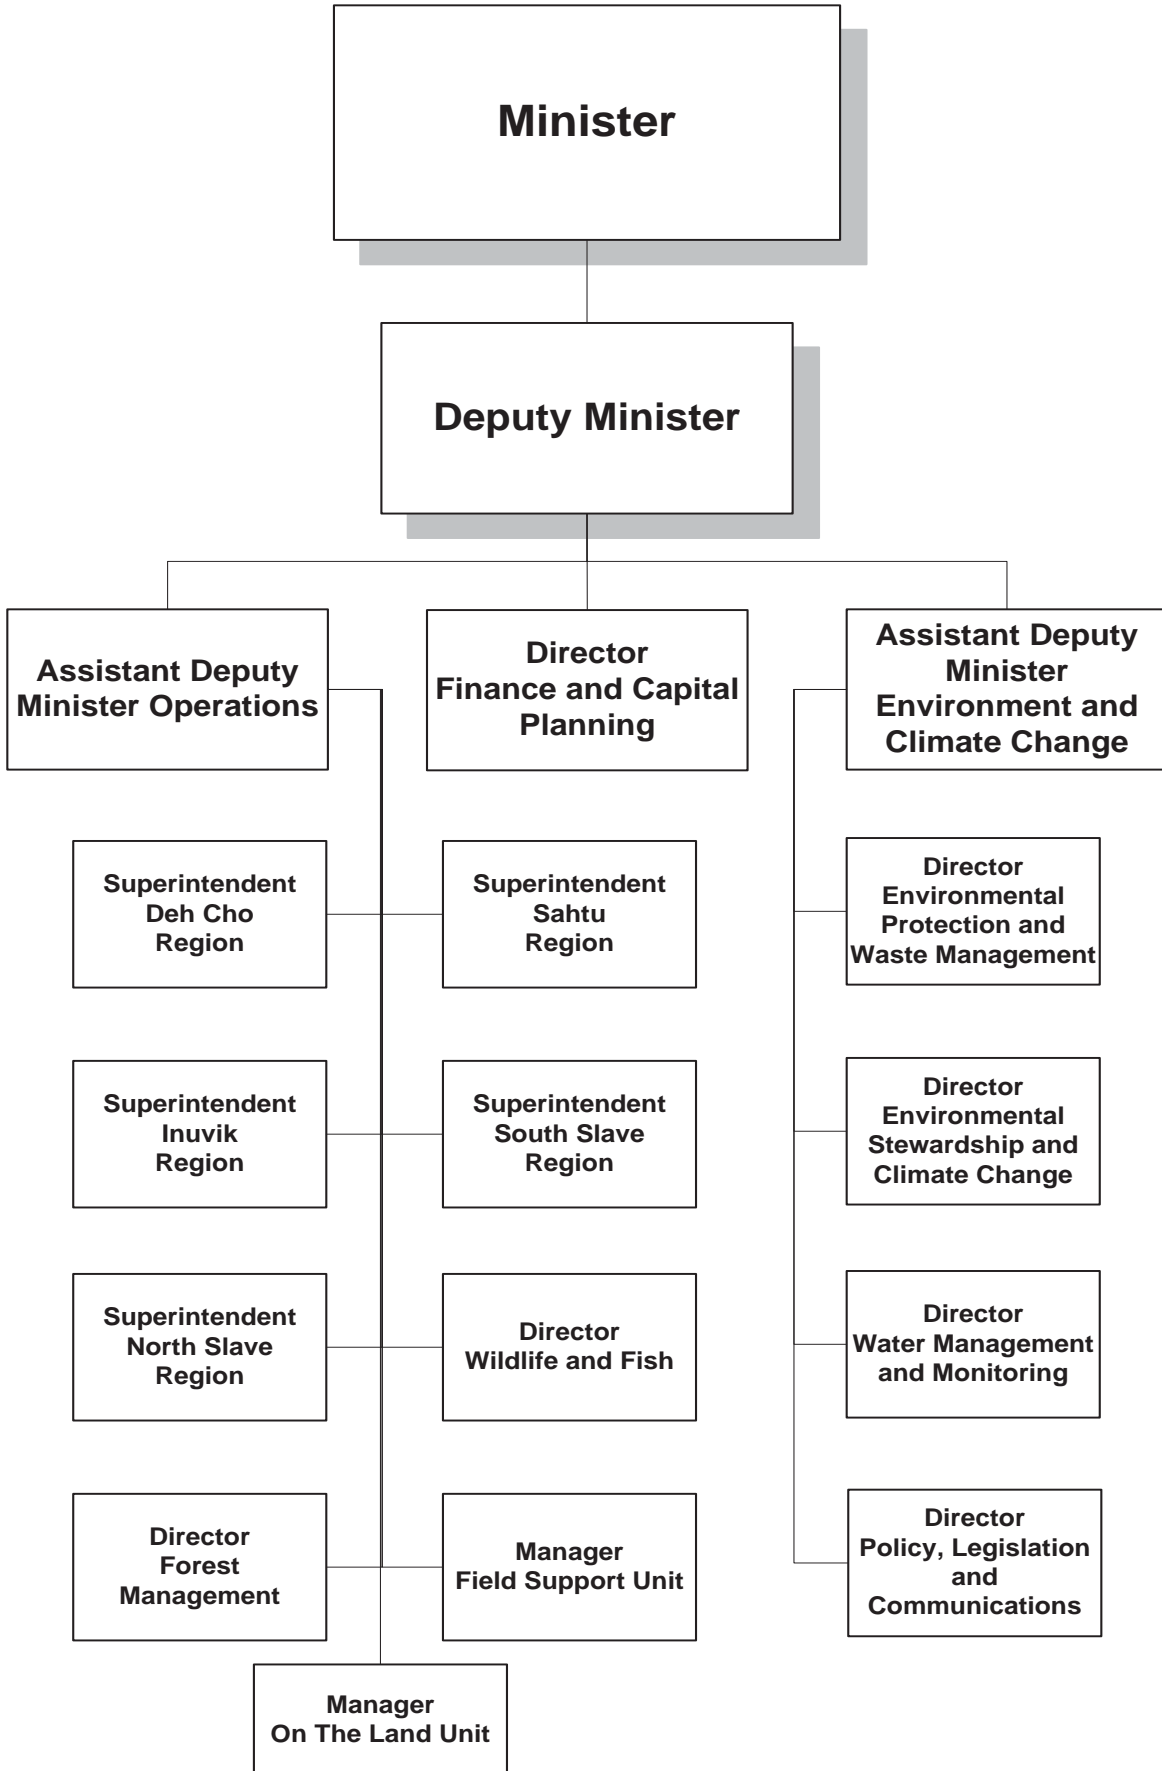 Minister
Deputy Minister
Assistant Deputy
Minister Operations
Director
Finance and Capital
Planning
Assistant Deputy
Minister
Environment and
Climate Change
Superintendent
Deh Cho
Region
Superintendent
Sahtu
Region
Director
Environmental
Protection and
Waste Management
Superintendent
Inuvik
Region
Superintendent
South Slave
Region
Director
Environmental
Stewardship and
Climate Change
Superintendent
North Slave
Region
Director
Wildlife and Fish
Director
Water Management
and Monitoring
Director
Forest
Management
Manager
Field Support Unit
Director
Policy, Legislation
and
Communications
Manager
On The Land Unit